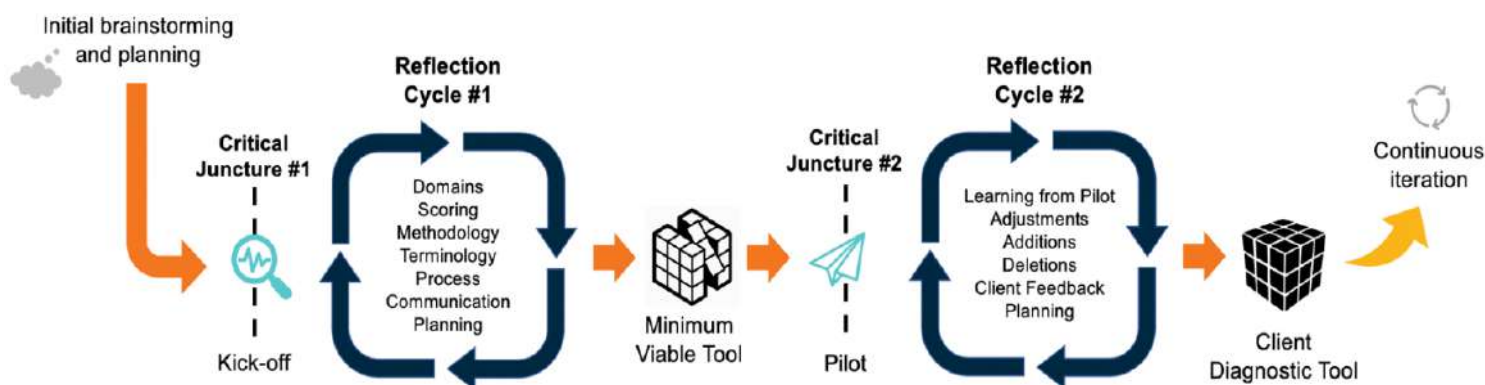 Initial brainstorming
and planning
Critical
Juncture #1
Kick-off
Reflection
Cycle #1
Domains
Scoring
Methodology
Terminology
Process
Communication
Planning
Minimum
Viable Tool
Critical
Juncture #2
Pilot
Reflection
Cycle #2
Learning from Pilot
Adjustments
Additions
Deletions
Client Feedback
Planning
Client
Diagnostic Tool
Continuous
iteration